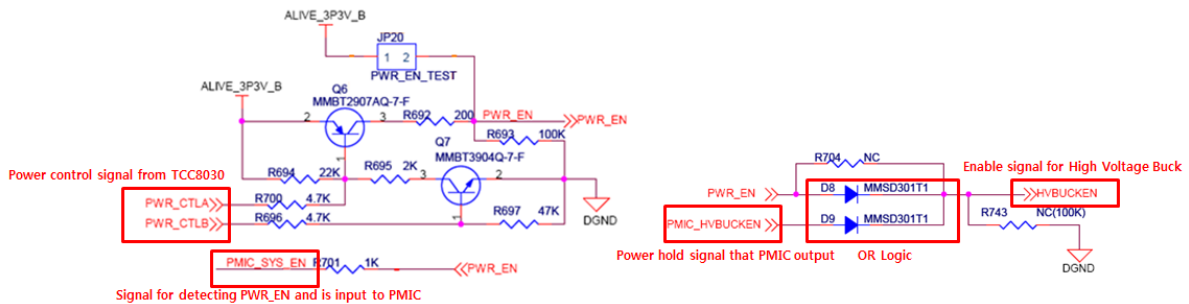 ALIVE_3P3V_B
JP20
1 2
PWR_EN_TEST
ALIVE_3P3V_B
Q6
MMBT2907AQ-7-F
2
3
1
R692
200
PWR_EN
PWR_EN
R693
100K
Q7
MMBT3904Q-7-F
R694
22K
R695
2K
3
2
1
Power control signal from TCC8030
PWR_CTLA
R700
4.7K
PWR_CTLB
R696
4.7K
R697
47K
DGND
PMIC_SYS_EN
R701
1K
PWR_EN
Signal for detecting PWR_EN and is input to PMIC
R704
NC
Enable signal for High Voltage Buck
PWR_EN
D8
MMSD301T1
HVBUCKEN
PMIC_HVBUCKEN
D9
MMSD301T1
R743
NC(100K)
Power hold signal that PMIC output
OR Logic
DGND